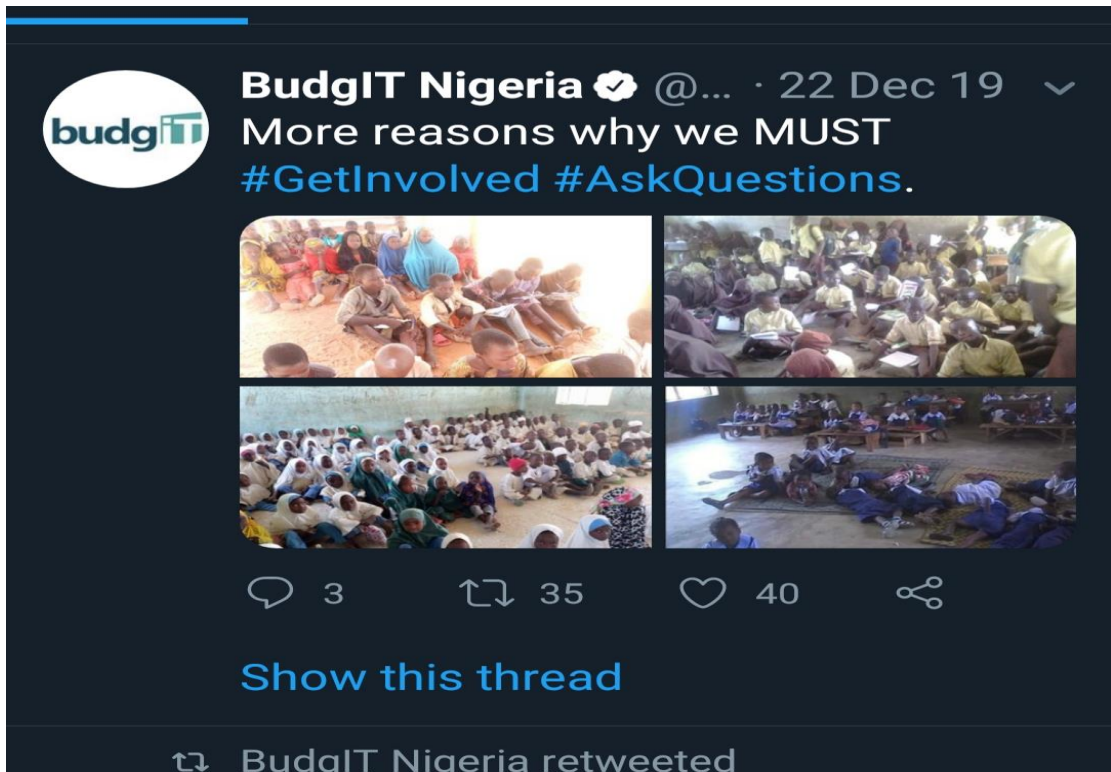 budgIT
BudgIT Nigeria @... · 22 Dec 19
More reasons why we MUST
#GetInvolved #AskQuestions.
3 35 40
Show this thread
BudgIT Nigeria retweeted